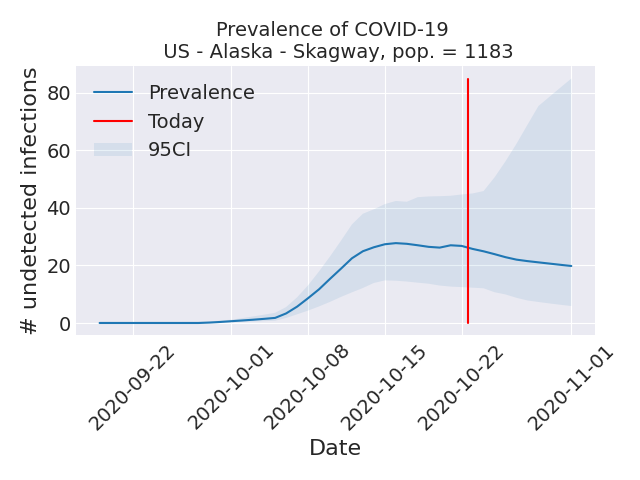 Prevalence of COVID-19
US - Alaska - Skagway, pop. = 1183
# undetected infections
80
60
40
20
0
Prevalence
Today
95CI
2020-09-22
2020-10-01
2020-10-08
2020-10-15
2020-10-22
2020-11-01
Date